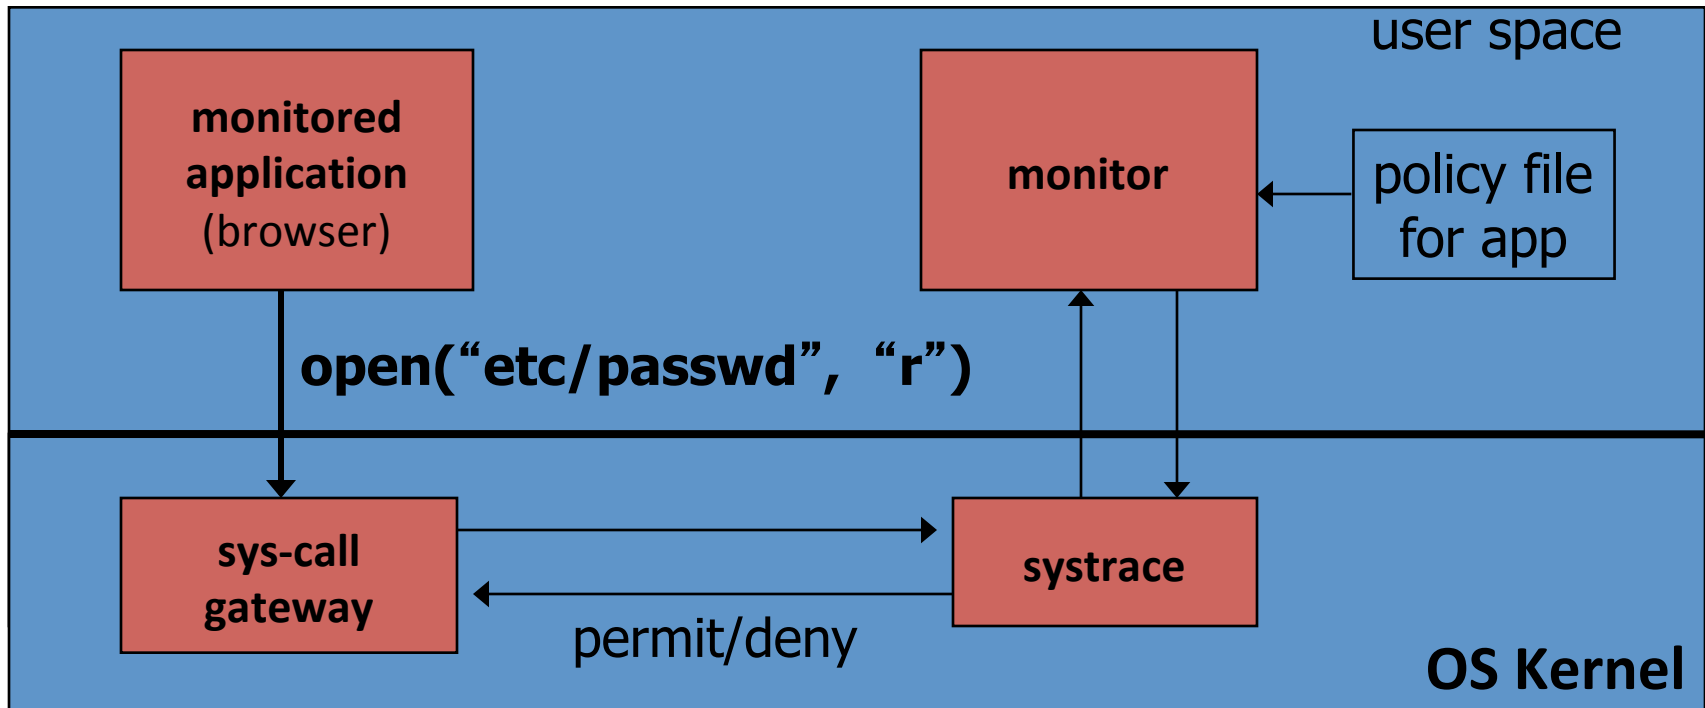 user space
monitored
application
(browser)
monitor
policy file
for app
open(“etc/passwd”, “r”)
sys-call
gateway
systrace
permit/deny
OS Kernel